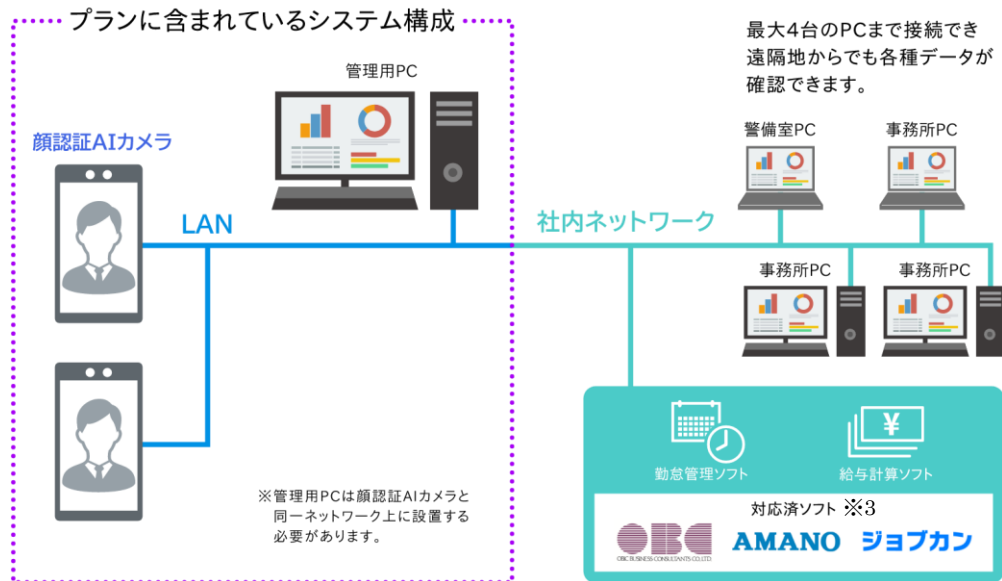 プランに含まれているシステム構成
管理用PC
顔認証AIカメラ
LAN
※管理用PCは顔認証AIカメラと
同一ネットワーク上に設置する
必要があります。
最大4台のPCまで接続でき
遠隔地からでも各種データが
確認できます。
社内ネットワーク
警備室PC
事務所PC
事務所PC
事務所PC
勤怠管理ソフト
¥
給与計算ソフト
対応済ソフト ※3
OBC
OBIC BUSINESS CONSULTANTS CO.,LTD
AMANO
ジョブカン